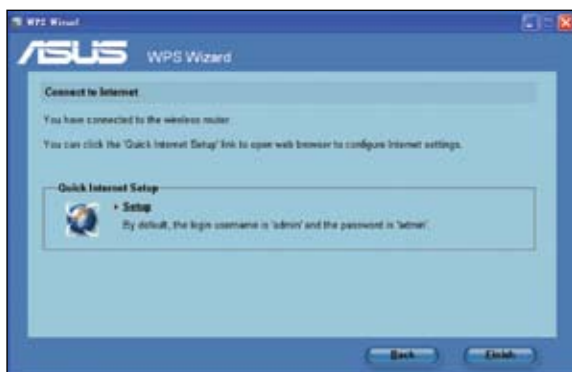 WPS Wizard
ASUS WPS Wizard
Connect to Internet
You have connected to the wireless router
You can click the 'Quick Internet Setup' link to open web browser to configure Internet settings.
Quick Internet Setup
Setup
By default, the login username is 'admin' and the password is 'admin'.
Back
Finish